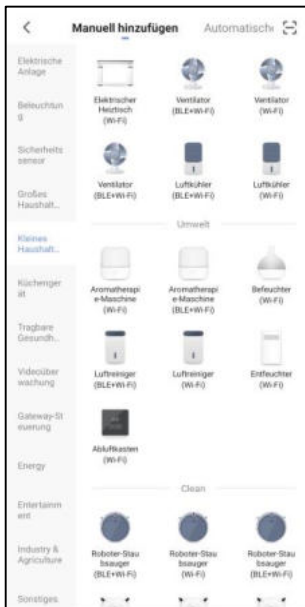 Manuell hinzufügen
Automatisch
Elektrische
Anlage
Beleuchtun
g
Sicherheits
sensor
Großes
Haushalt...
Kleines
Haushalt...
Küchenger
ät
Tragbare
Gesundh...
Videoüber
wachung
Gateway-St
euerung
Energy
Entertainm
ent
Industry &
Agriculture
Sonstiges
Elektrischer
Heiztisch
(Wi-Fi)
Ventilator
(BLE+Wi-Fi)
Ventilator
(Wi-Fi)
Ventilator
(BLE+Wi-Fi)
Luftkühler
(BLE+Wi-Fi)
Luftkühler
(Wi-Fi)
Umwelt
Aromatherapi
e-Maschine
(Wi-Fi)
Aromatherapi
e-Maschine
(BLE+Wi-Fi)
Befeuchter
(Wi-Fi)
Luftreiniger
(BLE+Wi-Fi)
Luftreiniger
(Wi-Fi)
Entfeuchter
(Wi-Fi)
Abluftkasten
(Wi-Fi)
Clean
Roboter-Stau
bsauger
(BLE+Wi-Fi)
Roboter-Stau
bsauger
(Wi-Fi)
Roboter-Stau
bsauger
(BLE+Wi-Fi)